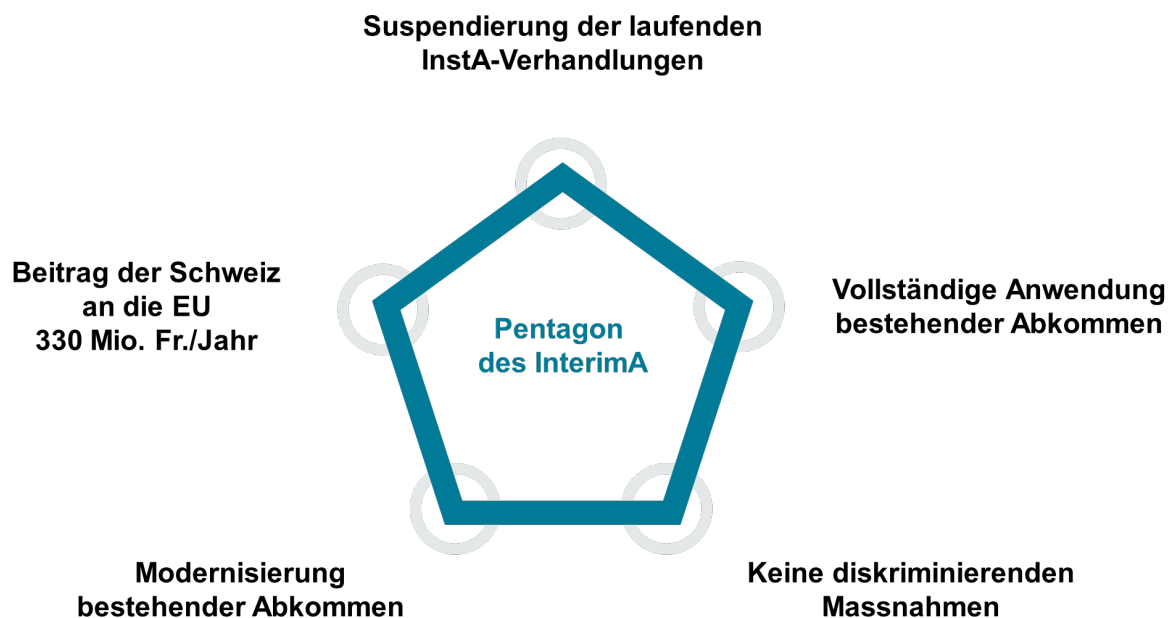 Suspendierung der laufenden
InstA-Verhandlungen
Beitrag der Schweiz
an die EU
330 Mio. Fr./Jahr
Vollständige Anwendung
bestehender Abkommen
Pentagon
des InterimA
Modernisierung
bestehender Abkommen
Keine diskriminierenden
Massnahmen